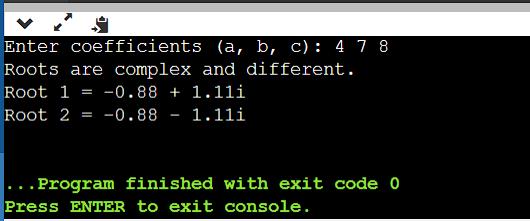 Enter coefficients (a, b, c): 4 7 8
Roots are complex and different.
Root 1 = -0.88 + 1.11i
Root 2 = -0.88 - 1.11i
...Program finished with exit code 0
Press ENTER to exit console.